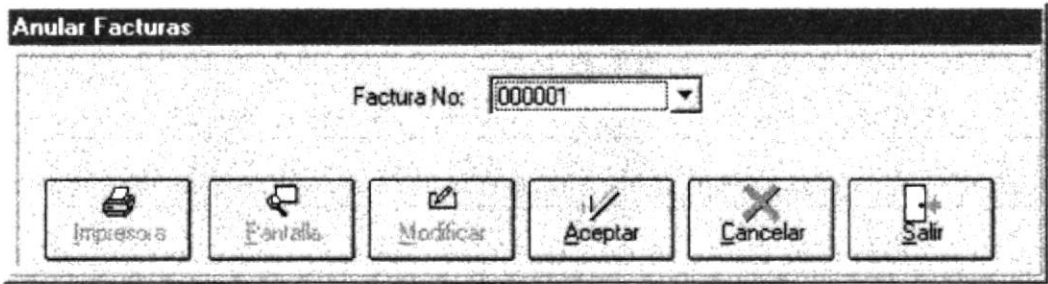 Anular Facturas
Factura No: 000001
Impresora Pantalla Modificar Aceptar Cancelar Salir